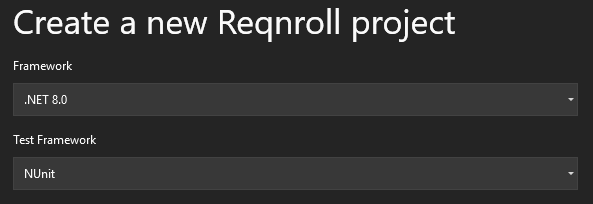 Create a new Reqnroll project
Framework
.NET 8.0
Test Framework
NUnit